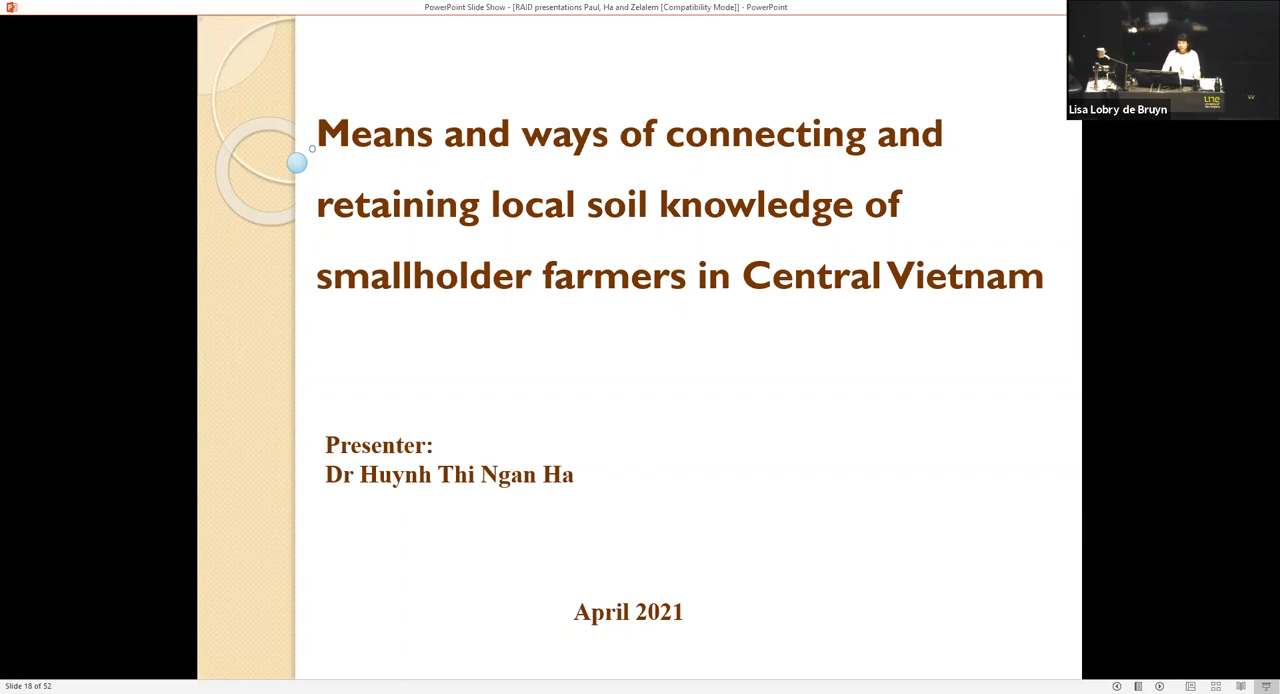 PowerPoint Slide Show - [RAID presentations Paul, Ha and Zelalem [Compatibility Mode]] - PowerPoint
Lisa Lobry de Bruyn
une
Means and ways of connecting and
retaining local soil knowledge of
smallholder farmers in Central Vietnam
Presenter:
Dr Huynh Thi Ngan Ha
April 2021
Slide 18 of 52